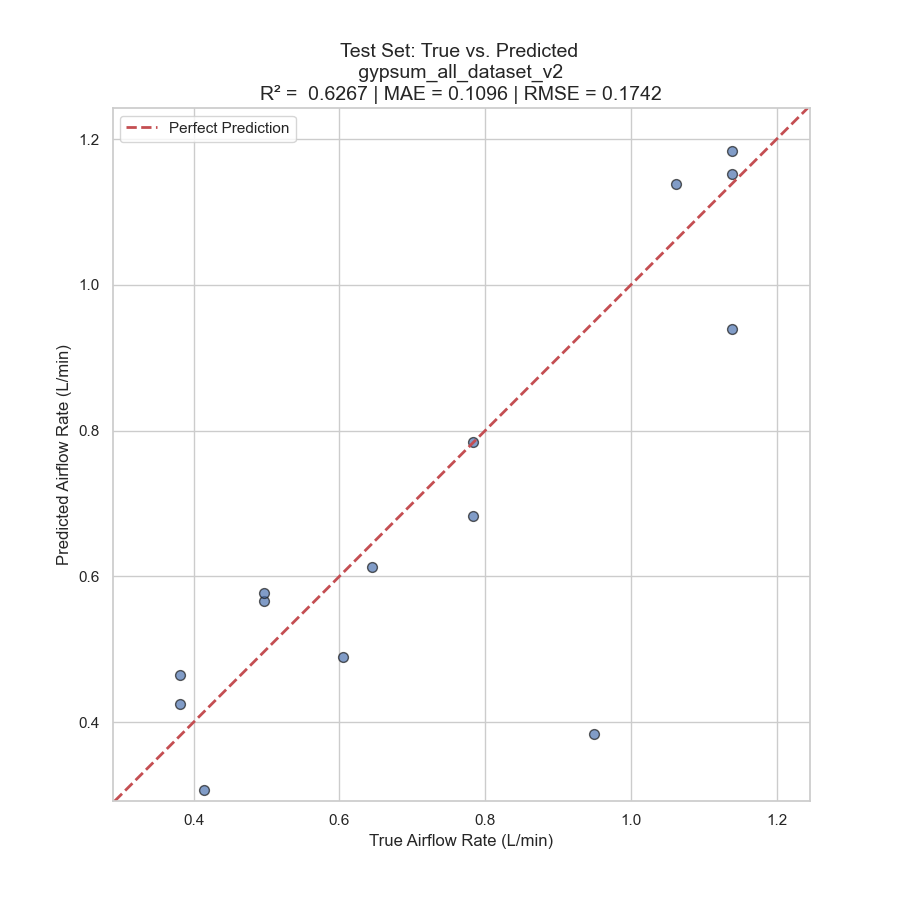 Test Set: True vs. Predicted
gypsum_all_dataset_v2
R² =  0.6267 | MAE = 0.1096 | RMSE = 0.1742
Perfect Prediction
1.2
1.0
0.8
0.6
0.4
Predicted Airflow Rate (L/min)
0.4 0.6 0.8 1.0 1.2
True Airflow Rate (L/min)